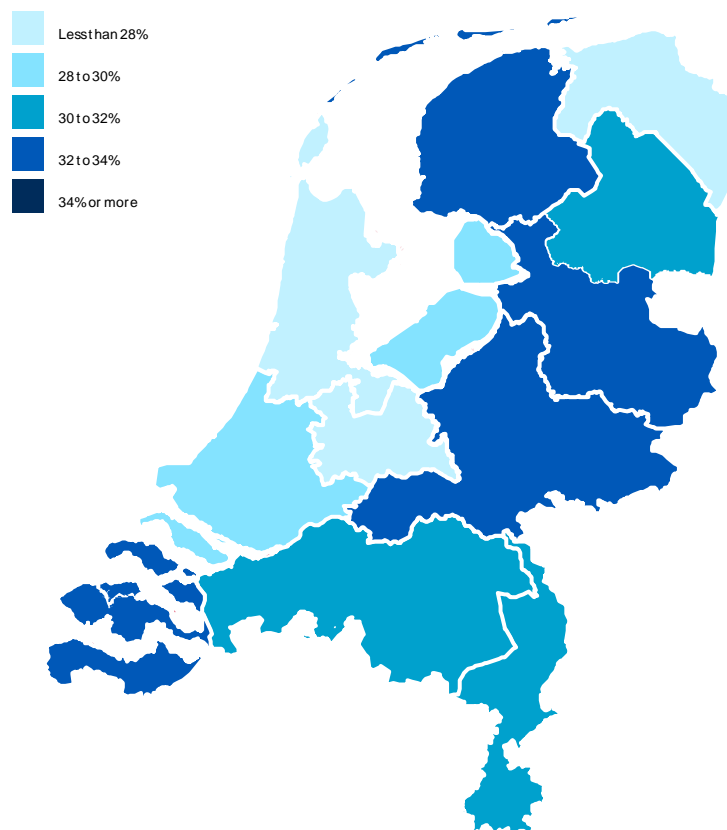 Less than 28%
28 to 30%
30 to 32%
32 to 34%
34% or more